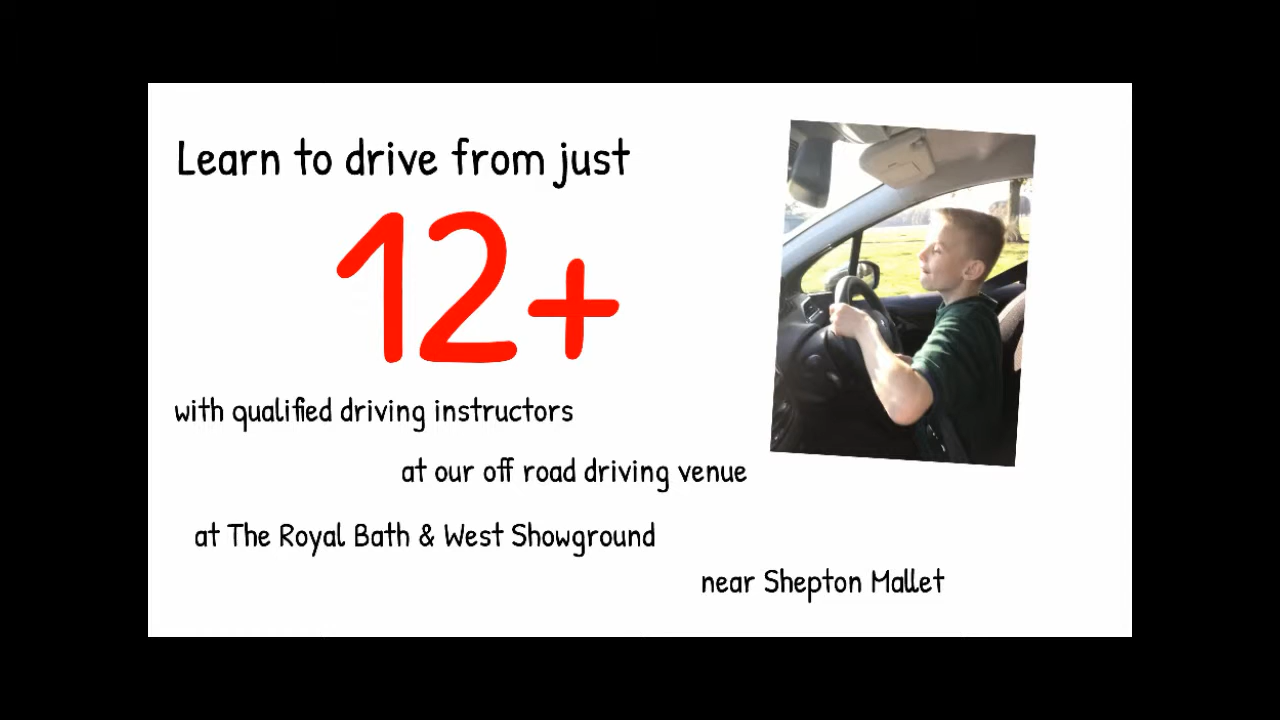 Learn to drive from just
12+
with qualified driving instructors
at our off road driving venue
at The Royal Bath & West Showground
near Shepton Mallet